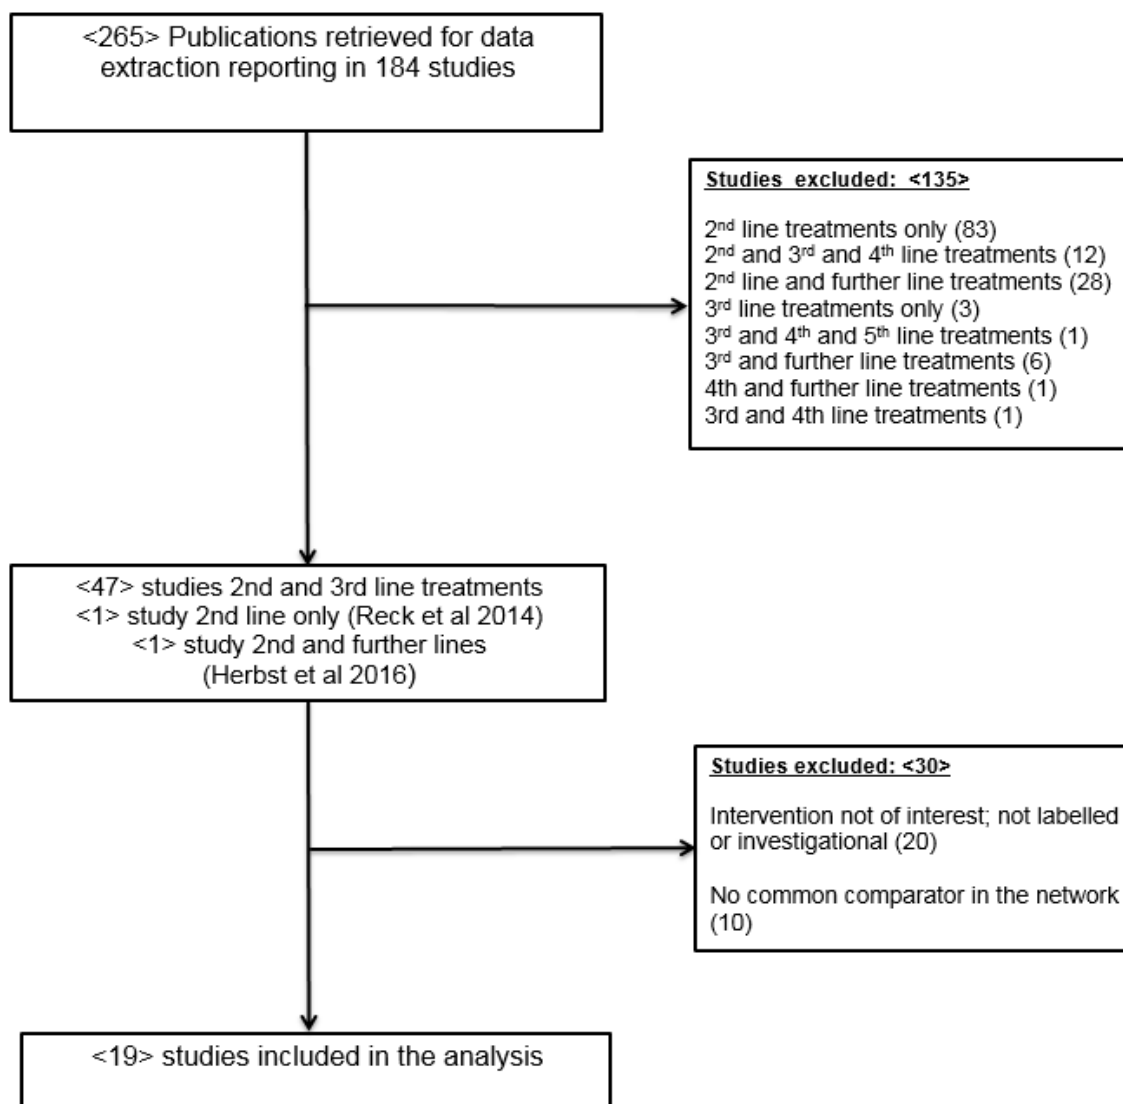 <265> Publications retrieved for data
extraction reporting in 184 studies
Studies excluded: <135>
2nd line treatments only (83)
2nd and 3rd and 4th line treatments (12)
2nd line and further line treatments (28)
3rd line treatments only (3)
3rd and 4th and 5th line treatments (1)
3rd and further line treatments (6)
4th and further line treatments (1)
3rd and 4th line treatments (1)
<47> studies 2nd and 3rd line treatments
<1> study 2nd line only (Reck et al 2014)
<1> study 2nd and further lines
(Herbst et al 2016)
Studies excluded: <30>
Intervention not of interest; not labelled
or investigational (20)
No common comparator in the network
(10)
<19> studies included in the analysis